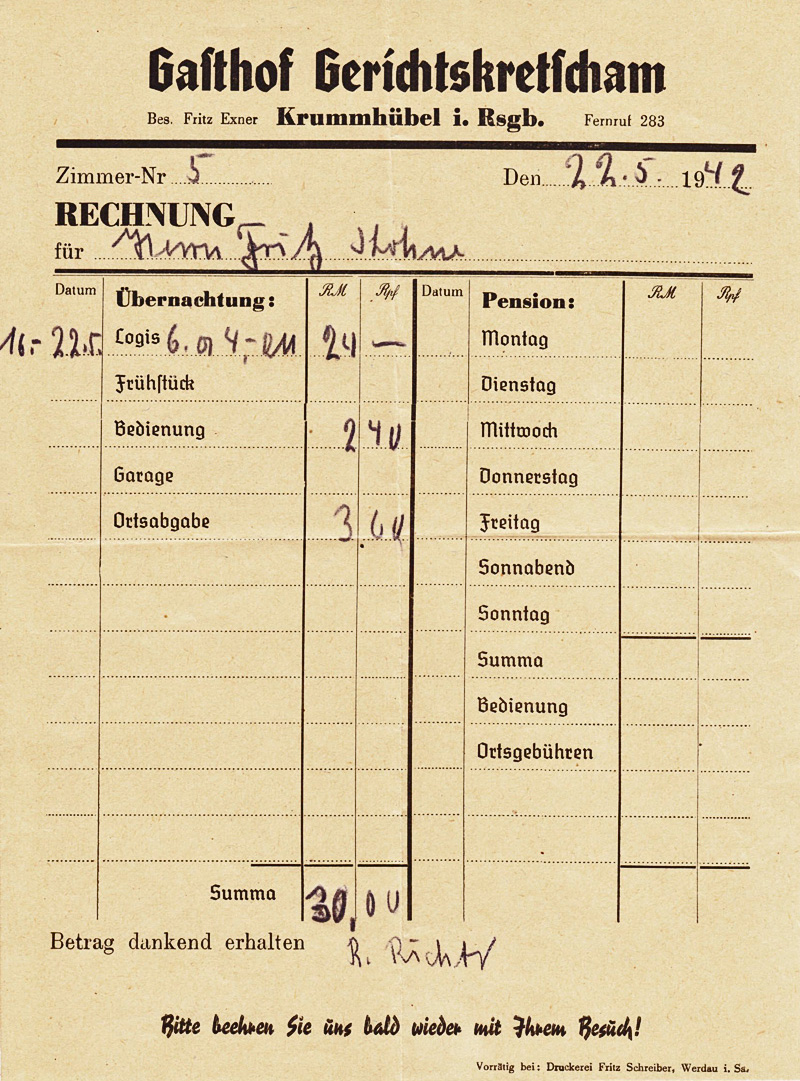 Gasthof Gerichtskretscham
Bes. Fritz Exner Krummhübel i. Rsgb. Fernruf 283
Zimmer-Nr 5 Den 22.5. 1942
RECHNUNG
für Herrn Fritz
Datum Übernachtung: RM Rpf Datum Pension: RM Rpf
16.- 22.5. Logis 6. a 4,- RM 24 — Montag
Frühstück Dienstag
Bedienung 2 40 Mittwoch
Garage Donnerstag
Ortsabgabe 3.60 Freitag
Sonnabend
Sonntag
Summa
Bedienung
Ortsgebühren
Summa 30,00
Betrag dankend erhalten R. Richter
Bitte beehren Sie uns bald wieder mit Ihrem Besuch!
Vorrätig bei: Druckerei Fritz Schreiber, Werdau i. Sa.